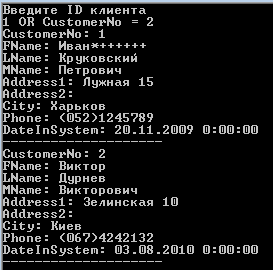 Введите ID клиента
1 OR CustomerNo = 2
CustomerNo: 1
FName: Иван*++++++
LName: Круковский
MName: Петрович
Address1: Лужная 15
Address2:
City: Харьков
Phone: (052)1245789
DateInSystem: 20.11.2009 0:00:00
--------------------
CustomerNo: 2
FName: Виктор
LName: Дурнев
MName: Викторович
Address1: Зелинская 10
Address2:
City: Киев
Phone: (067)4242132
DateInSystem: 03.08.2010 0:00:00
--------------------